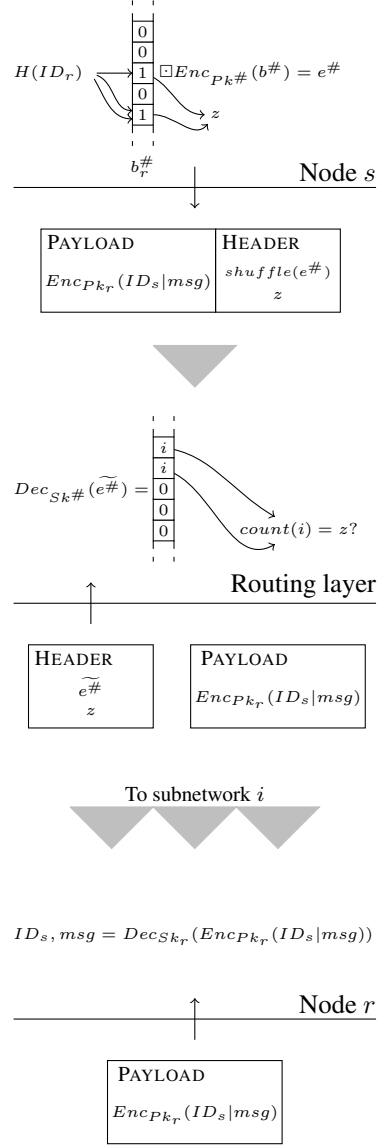 0
0
H(ID_r) 1 ⊡Enc_{Pk^#}(b^#) = e^#
0
1 z
b_r^#
Node s
PAYLOAD HEADER
Enc_{Pk_r}(ID_s|msg) shuffle(e^#)
z
i
i
Dec_{Sk^#}(\widetilde{e^#}) = 0
0
0
count(i) = z?
Routing layer
HEADER PAYLOAD
\widetilde{e^#}
z Enc_{Pk_r}(ID_s|msg)
To subnetwork i
ID_s, msg = Dec_{Sk_r}(Enc_{Pk_r}(ID_s|msg))
Node r
PAYLOAD
Enc_{Pk_r}(ID_s|msg)